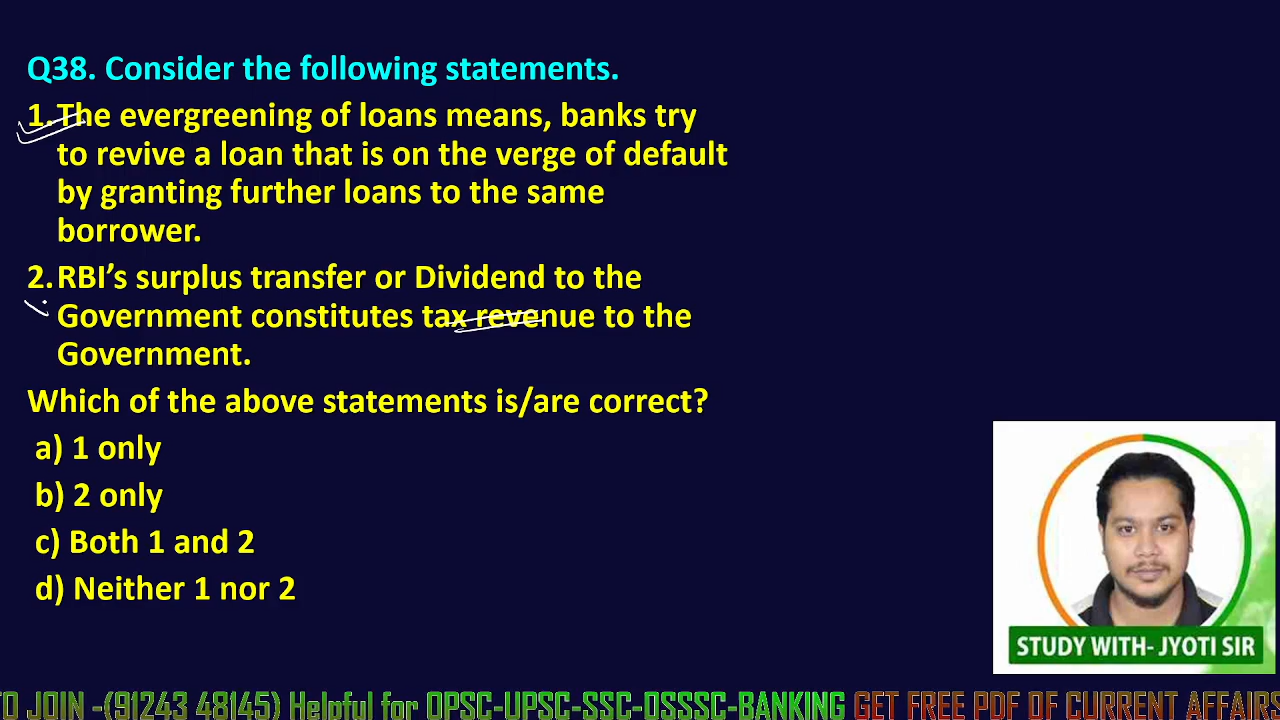 Q38. Consider the following statements.
1. The evergreening of loans means, banks try
to revive a loan that is on the verge of default
by granting further loans to the same
borrower.
2. RBI’s surplus transfer or Dividend to the
Government constitutes tax revenue to the
Government.
Which of the above statements is/are correct?
a) 1 only
b) 2 only
c) Both 1 and 2
d) Neither 1 nor 2
STUDY WITH- JYOTI SIR
TO JOIN -(91243 48145) Helpful for OPSC-UPSC-SSC-OSSSC-BANKING GET FREE PDF OF CURRENT AFFAIRS